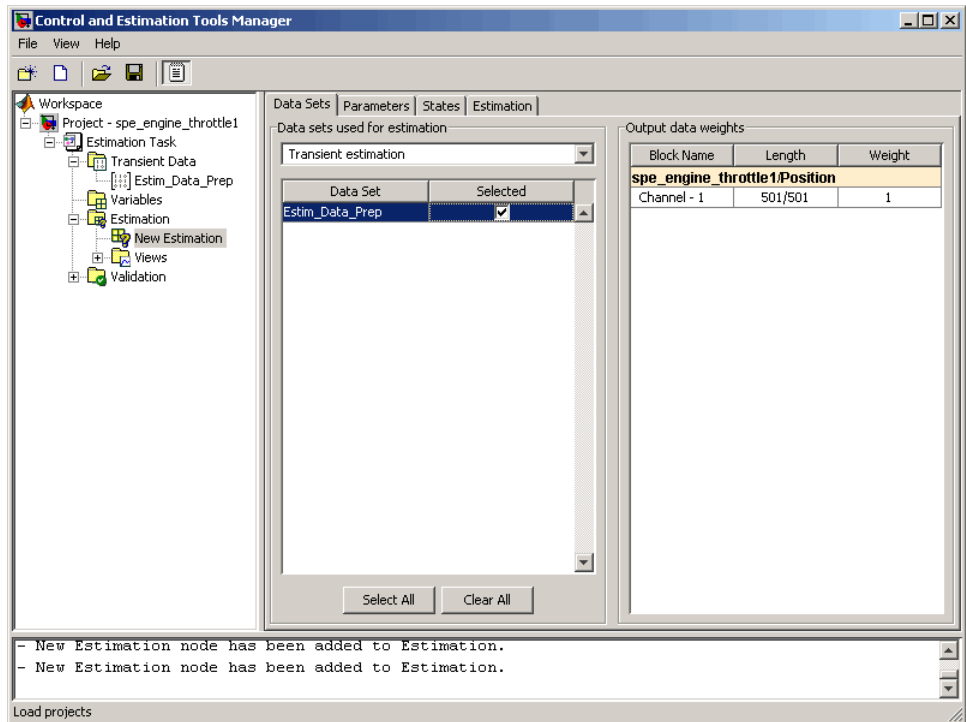 Control and Estimation Tools Manager
File View Help
Workspace
Project - spe_engine_throttle1
Estimation Task
Transient Data
Estim_Data_Prep
Variables
Estimation
New Estimation
Views
Validation
Data Sets Parameters States Estimation
Data sets used for estimation
Transient estimation
Data Set Selected
Estim_Data_Prep
Select All Clear All
Output data weights
Block Name Length Weight
spe_engine_throttle1/Position
Channel - 1 501/501 1
- New Estimation node has been added to Estimation.
- New Estimation node has been added to Estimation.
Load projects